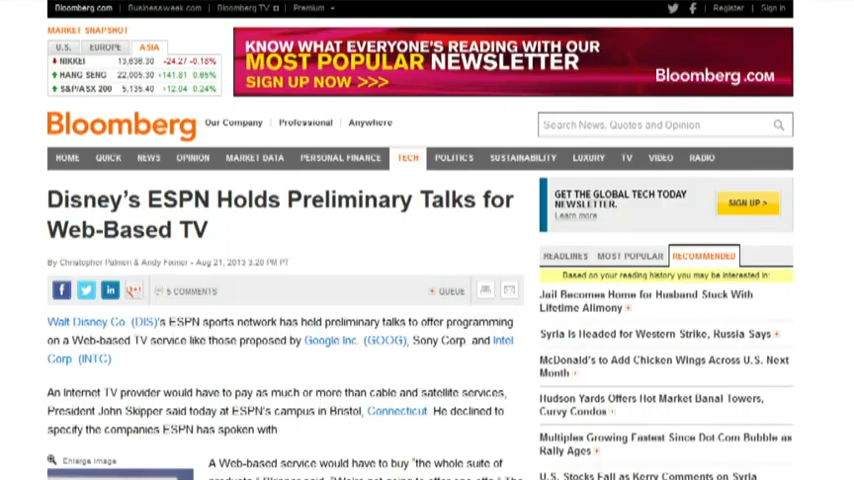 Bloomberg.com Businessweek.com Bloomberg TV Premium Register Sign In
MARKET SNAPSHOT
U.S. EUROPE ASIA
NIKKEI 13,636.30 -24.27 -0.18%
HANG SENG 22,005.30 +141.81 0.65%
S&P/ASX 200 5,135.40 +12.04 0.24%
KNOW WHAT EVERYONE'S READING WITH OUR
MOST POPULAR NEWSLETTER
SIGN UP NOW >>>
Bloomberg.COM
Bloomberg
Our Company Professional Anywhere
Search News, Quotes and Opinion
HOME QUICK NEWS OPINION MARKET DATA PERSONAL FINANCE TECH POLITICS SUSTAINABILITY LUXURY TV VIDEO RADIO
Disney's ESPN Holds Preliminary Talks for
Web-Based TV
By Christopher Palmeri & Andy Fixmer - Aug 21, 2013 3:20 PM PT
f in g+1 5 COMMENTS QUEUE
Walt Disney Co. (DIS)'s ESPN sports network has held preliminary talks to offer programming
on a Web-based TV service like those proposed by Google Inc. (GOOG), Sony Corp. and Intel
Corp. (INTC)
An Internet TV provider would have to pay as much or more than cable and satellite services,
President John Skipper said today at ESPN's campus in Bristol, Connecticut. He declined to
specify the companies ESPN has spoken with
Enlarge Image
A Web-based service would have to buy "the whole suite of
GET THE GLOBAL TECH TODAY
NEWSLETTER.
Learn more
SIGN UP >
HEADLINES MOST POPULAR RECOMMENDED
Based on your reading history you may be interested in:
Jail Becomes Home for Husband Stuck With
Lifetime Alimony
Syria Is Headed for Western Strike, Russia Says
McDonald's to Add Chicken Wings Across U.S. Next
Month
Hudson Yards Offers Hot Market Banal Towers,
Curvy Condos
Multiples Growing Fastest Since Dot Com Bubble as
Rally Ages
U.S. Stocks Fall as Kerry Comments on Syria